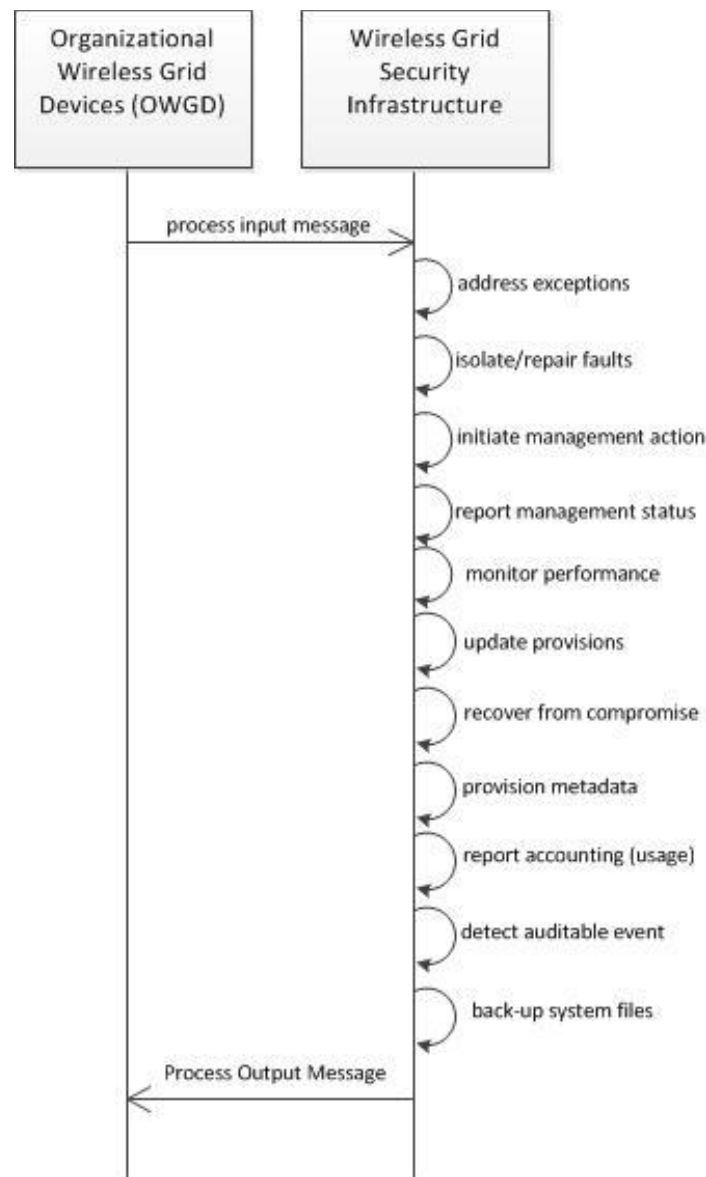 Organizational
Wireless Grid
Devices (OWGD)
Wireless Grid
Security
Infrastructure
process input message
address exceptions
isolate/repair faults
initiate management action
report management status
monitor performance
update provisions
recover from compromise
provision metadata
report accounting (usage)
detect auditable event
back-up system files
Process Output Message